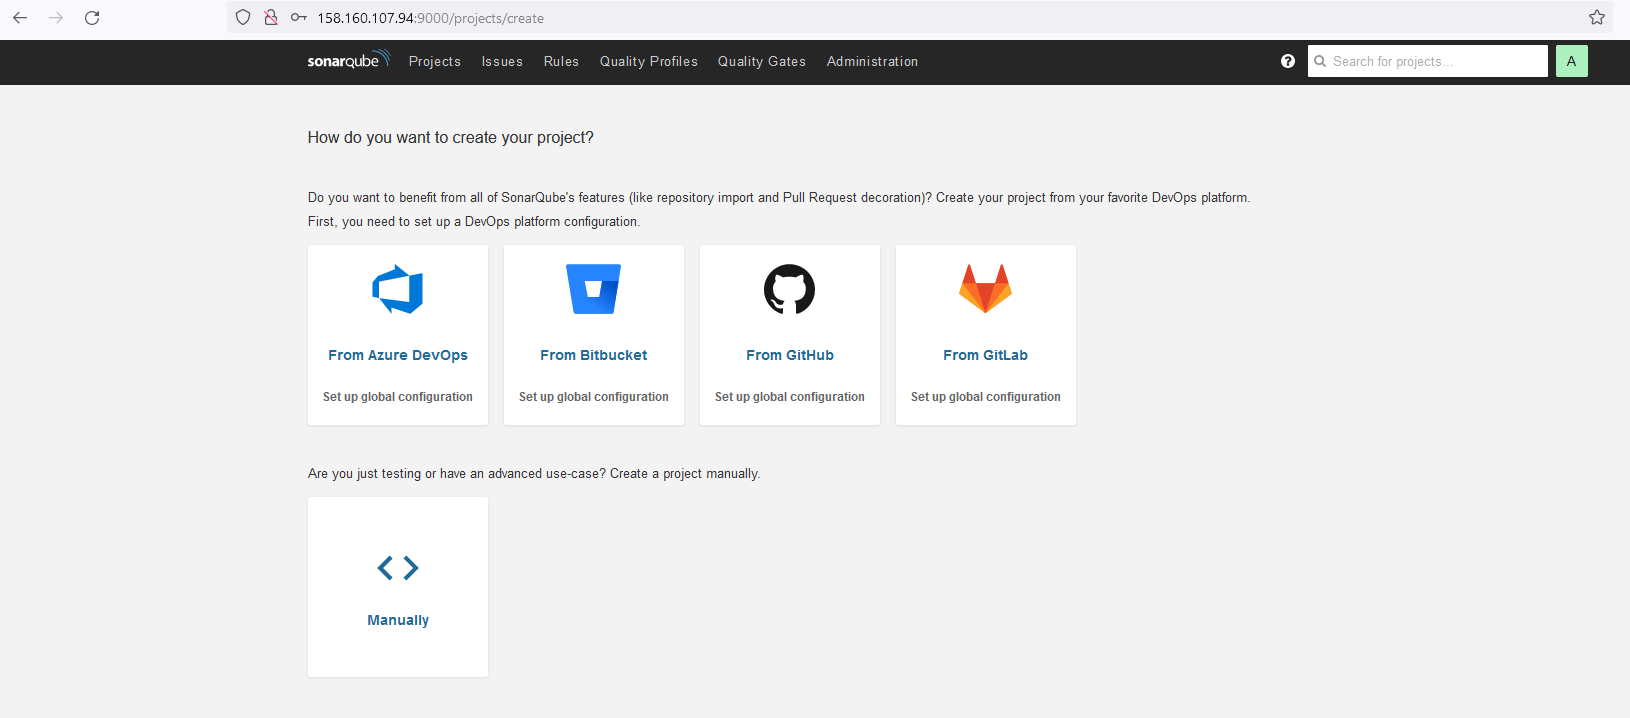 158.160.107.94:9000/projects/create
sonarqube Projects Issues Rules Quality Profiles Quality Gates Administration ? Search for projects... A
How do you want to create your project?
Do you want to benefit from all of SonarQube's features (like repository import and Pull Request decoration)? Create your project from your favorite DevOps platform.
First, you need to set up a DevOps platform configuration.
From Azure DevOps From Bitbucket From GitHub From GitLab
Set up global configuration Set up global configuration Set up global configuration Set up global configuration
Are you just testing or have an advanced use-case? Create a project manually.
Manually